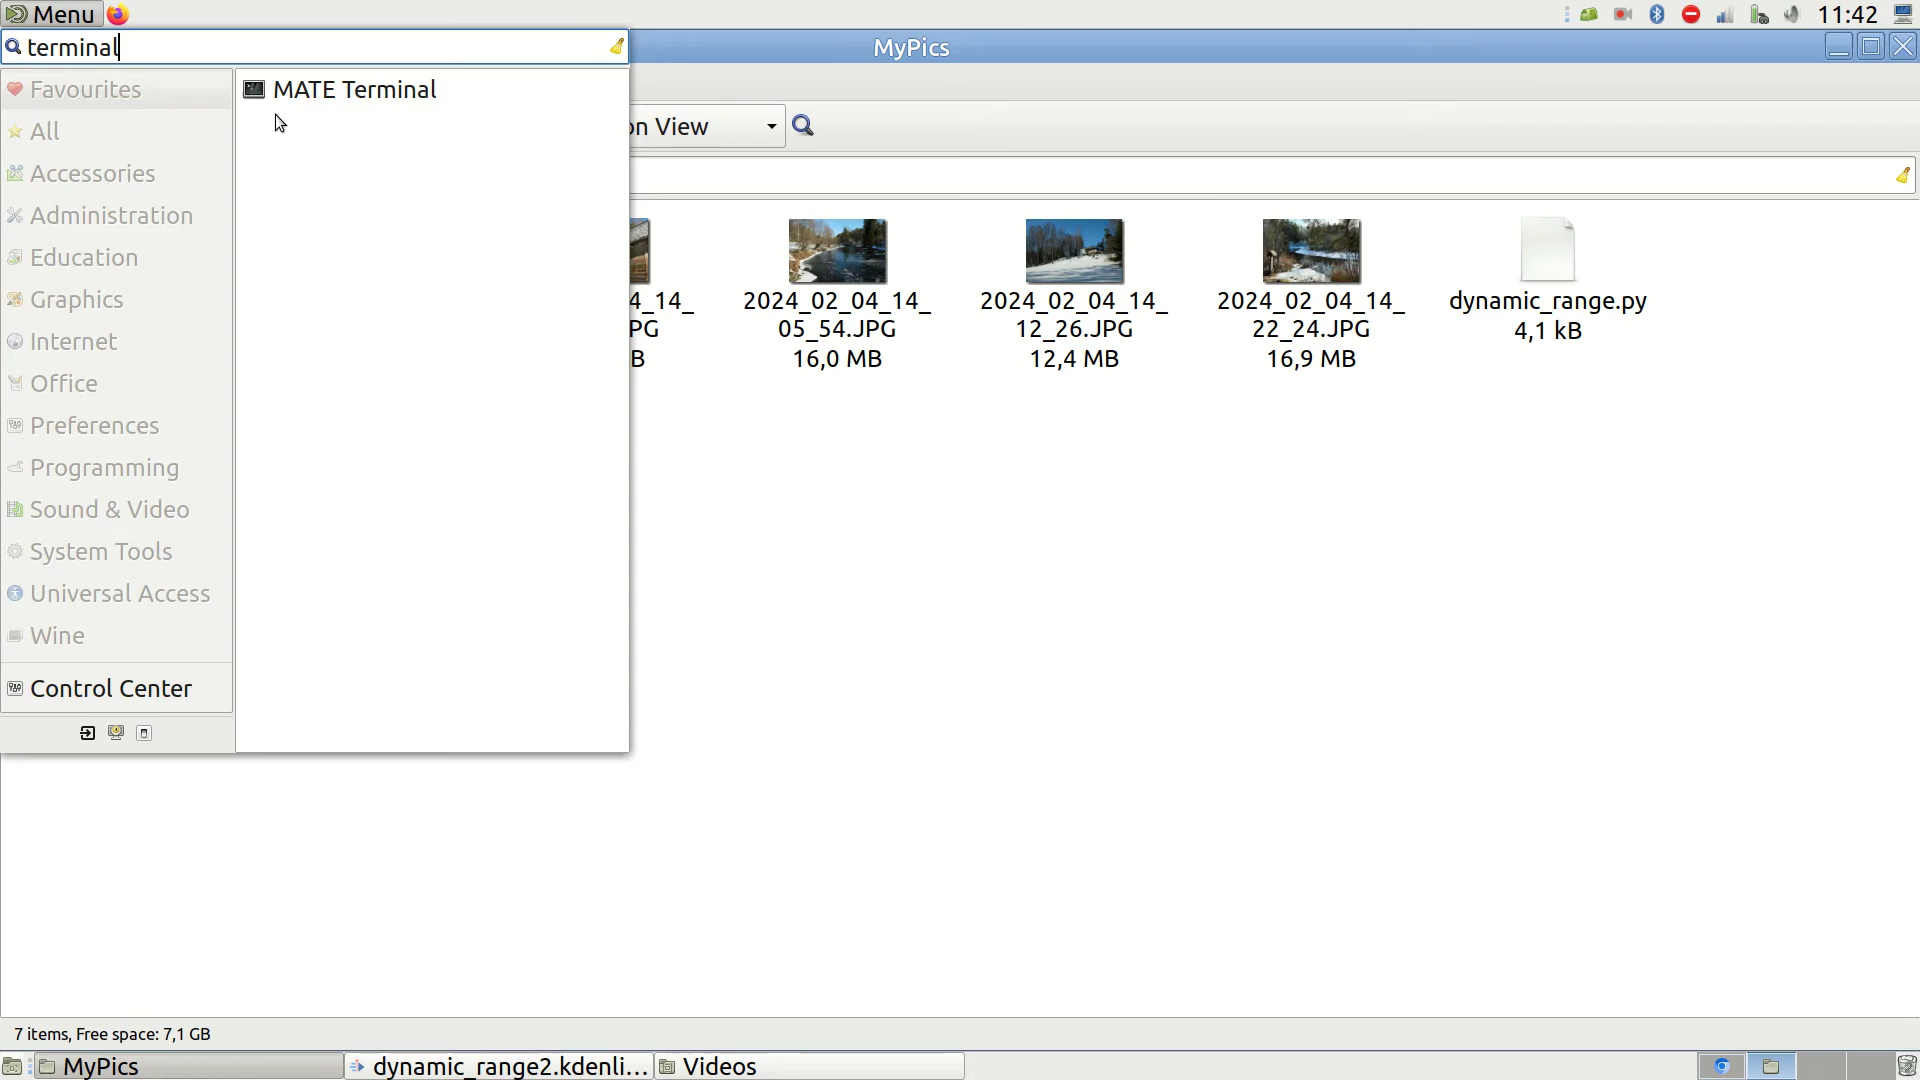 Menu
11:42
terminal
MyPics
Favourites
MATE Terminal
All
on View
Accessories
Administration
Education
Graphics
Internet
Office
Preferences
Programming
Sound & Video
System Tools
Universal Access
Wine
Control Center
4_14_
PG
B
2024_02_04_14_
05_54.JPG
16,0 MB
2024_02_04_14_
12_26.JPG
12,4 MB
2024_02_04_14_
22_24.JPG
16,9 MB
dynamic_range.py
4,1 kB
7 items, Free space: 7,1 GB
MyPics
dynamic_range2.kdenli...
Videos